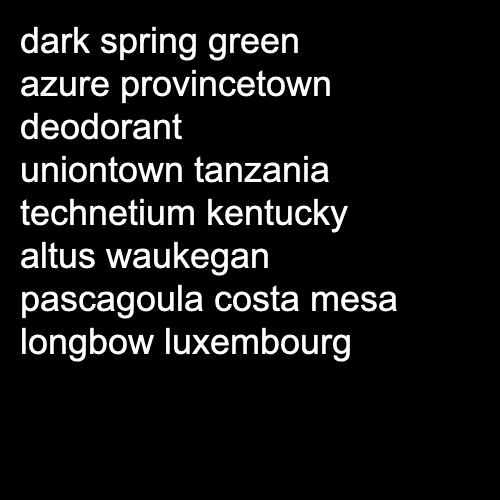 dark spring green
azure provincetown
deodorant
uniontown tanzania
technetium kentucky
altus waukegan
pascagoula costa mesa
longbow luxembourg